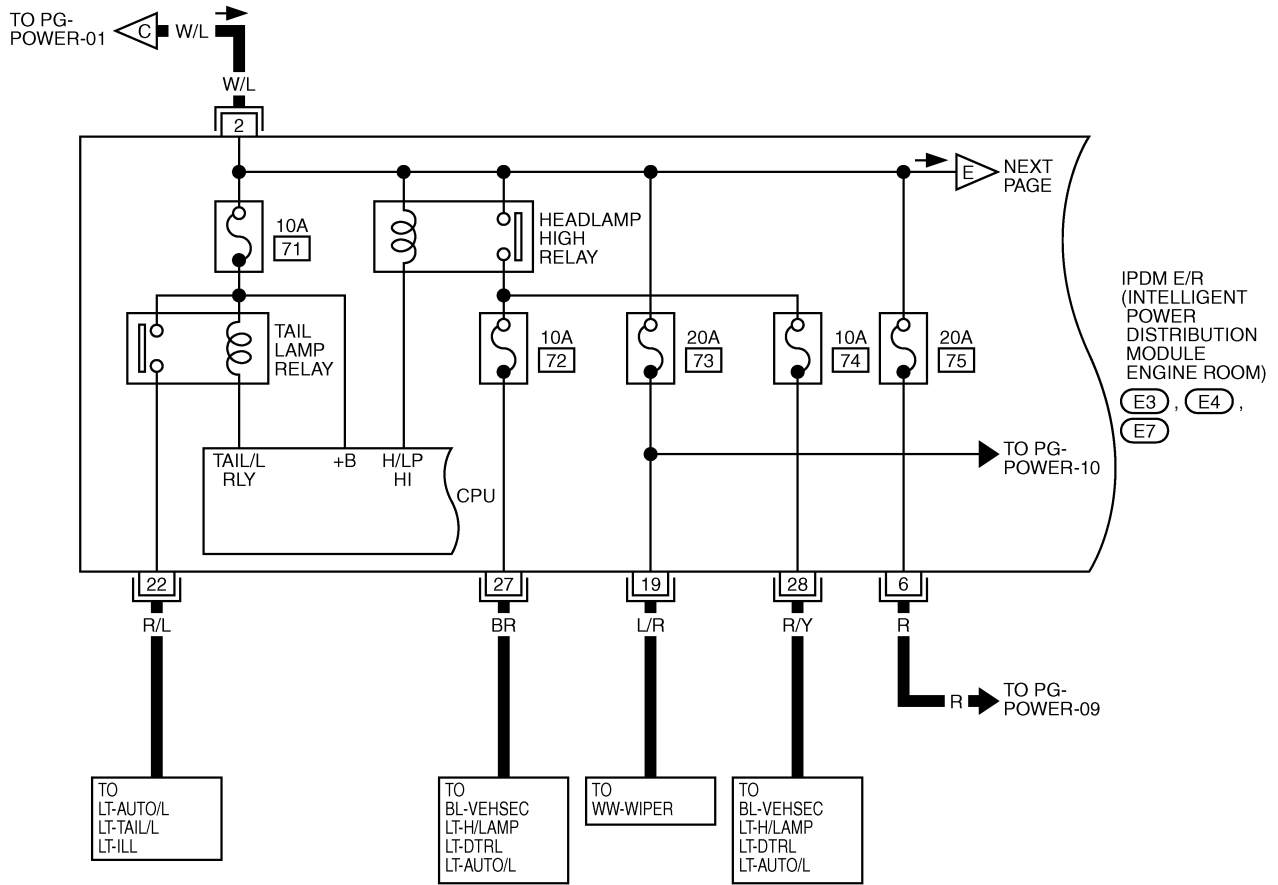 TO PG-
POWER-01
C
W/L
W/L
2
E
NEXT
PAGE
10A
71
HEADLAMP
HIGH
RELAY
TAIL
LAMP
RELAY
10A
72
20A
73
10A
74
20A
75
IPDM E/R
(INTELLIGENT
POWER
DISTRIBUTION
MODULE
ENGINE ROOM)
E3 , E4 ,
E7
TAIL/L
RLY
+B
H/LP
HI
CPU
TO PG-
POWER-10
22
27
19
28
6
R/L
BR
L/R
R/Y
R
R
TO PG-
POWER-09
TO
LT-AUTO/L
LT-TAIL/L
LT-ILL
TO
BL-VEHSEC
LT-H/LAMP
LT-DTRL
LT-AUTO/L
TO
WW-WIPER
TO
BL-VEHSEC
LT-H/LAMP
LT-DTRL
LT-AUTO/L